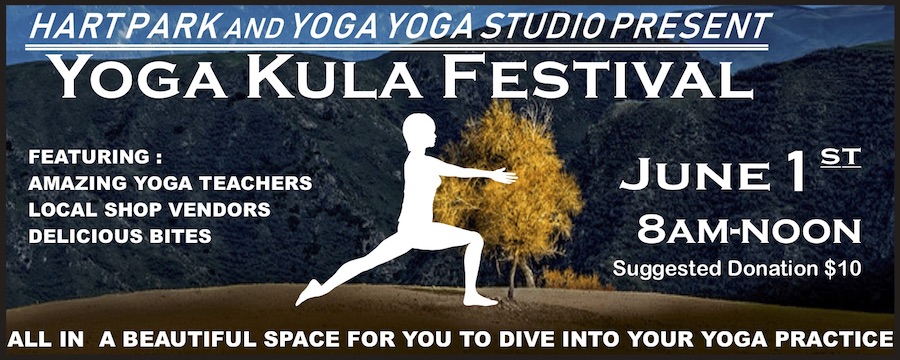 HART PARK AND YOGA YOGA STUDIO PRESENT
YOGA KULA FESTIVAL
FEATURING :
AMAZING YOGA TEACHERS
LOCAL SHOP VENDORS
DELICIOUS BITES
JUNE 1ST
8AM-NOON
Suggested Donation $10
ALL IN A BEAUTIFUL SPACE FOR YOU TO DIVE INTO YOUR YOGA PRACTICE